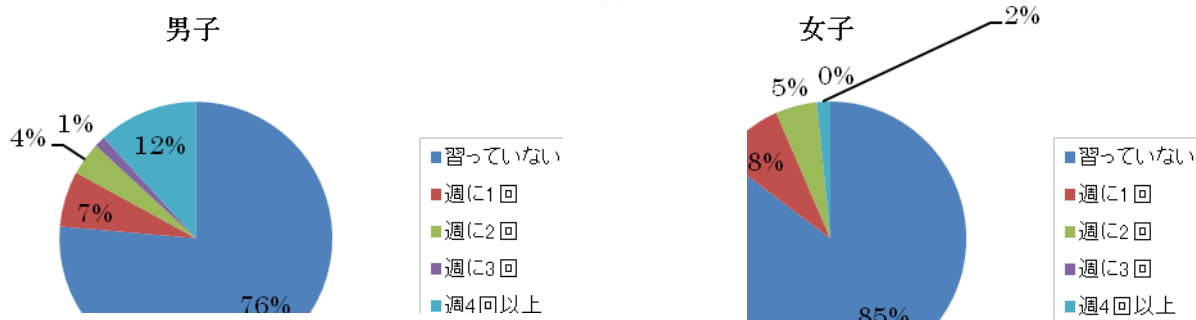 男子
4%
1%
12%
7%
76%
習っていない
週に1回
週に2回
週に3回
週4回以上
女子
2%
5%
0%
8%
85%
習っていない
週に1回
週に2回
週に3回
週4回以上